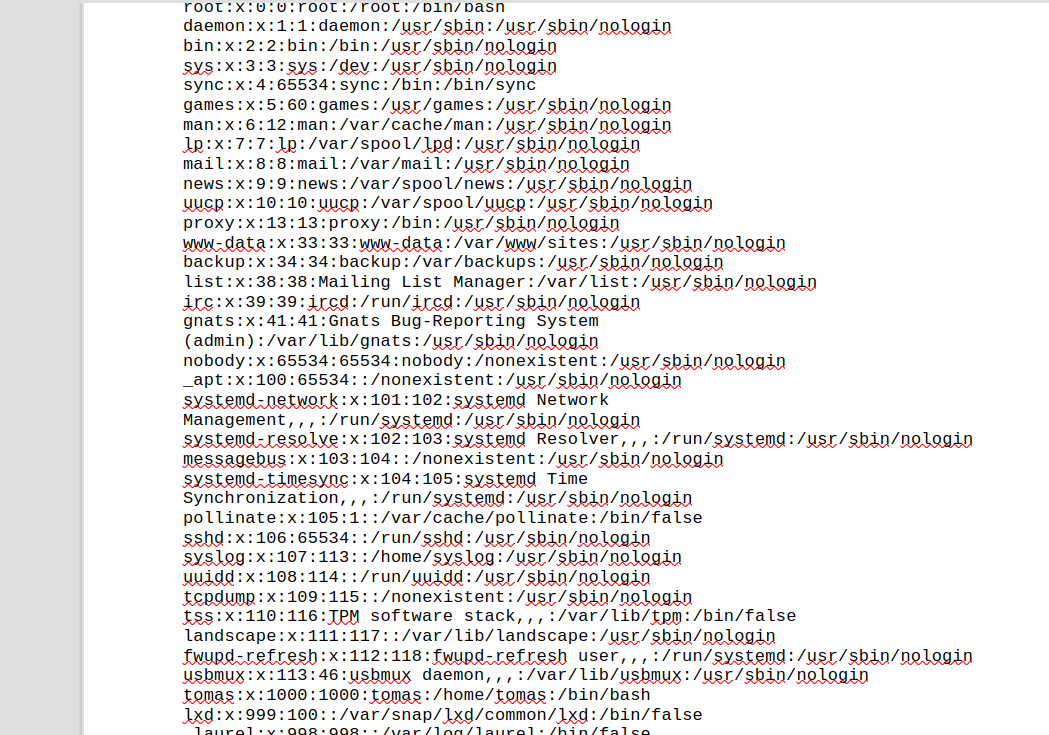 root:x:0:0:root:/root:/bin/bash
daemon:x:1:1:daemon:/usr/sbin:/usr/sbin/nologin
bin:x:2:2:bin:/bin:/usr/sbin/nologin
sys:x:3:3:sys:/dev:/usr/sbin/nologin
sync:x:4:65534:sync:/bin:/bin/sync
games:x:5:60:games:/usr/games:/usr/sbin/nologin
man:x:6:12:man:/var/cache/man:/usr/sbin/nologin
lp:x:7:7:lp:/var/spool/lpd:/usr/sbin/nologin
mail:x:8:8:mail:/var/mail:/usr/sbin/nologin
news:x:9:9:news:/var/spool/news:/usr/sbin/nologin
uucp:x:10:10:uucp:/var/spool/uucp:/usr/sbin/nologin
proxy:x:13:13:proxy:/bin:/usr/sbin/nologin
www-data:x:33:33:www-data:/var/www/sites:/usr/sbin/nologin
backup:x:34:34:backup:/var/backups:/usr/sbin/nologin
list:x:38:38:Mailing List Manager:/var/list:/usr/sbin/nologin
irc:x:39:39:ircd:/run/ircd:/usr/sbin/nologin
gnats:x:41:41:Gnats Bug-Reporting System
(admin):/var/lib/gnats:/usr/sbin/nologin
nobody:x:65534:65534:nobody:/nonexistent:/usr/sbin/nologin
_apt:x:100:65534::/nonexistent:/usr/sbin/nologin
systemd-network:x:101:102:systemd Network
Management,,,:/run/systemd:/usr/sbin/nologin
systemd-resolve:x:102:103:systemd Resolver,,,:/run/systemd:/usr/sbin/nologin
messagebus:x:103:104::/nonexistent:/usr/sbin/nologin
systemd-timesync:x:104:105:systemd Time
Synchronization,,,:/run/systemd:/usr/sbin/nologin
pollinate:x:105:1::/var/cache/pollinate:/bin/false
sshd:x:106:65534::/run/sshd:/usr/sbin/nologin
syslog:x:107:113::/home/syslog:/usr/sbin/nologin
uuidd:x:108:114::/run/uuidd:/usr/sbin/nologin
tcpdump:x:109:115::/nonexistent:/usr/sbin/nologin
tss:x:110:116:TPM software stack,,,:/var/lib/tpm:/bin/false
landscape:x:111:117::/var/lib/landscape:/usr/sbin/nologin
fwupd-refresh:x:112:118:fwupd-refresh user,,,:/run/systemd:/usr/sbin/nologin
usbmux:x:113:46:usbmux daemon,,,:/var/lib/usbmux:/usr/sbin/nologin
tomas:x:1000:1000:tomas:/home/tomas:/bin/bash
lxd:x:999:100::/var/snap/lxd/common/lxd:/bin/false
_laurel:x:998:998::/var/log/laurel:/bin/false